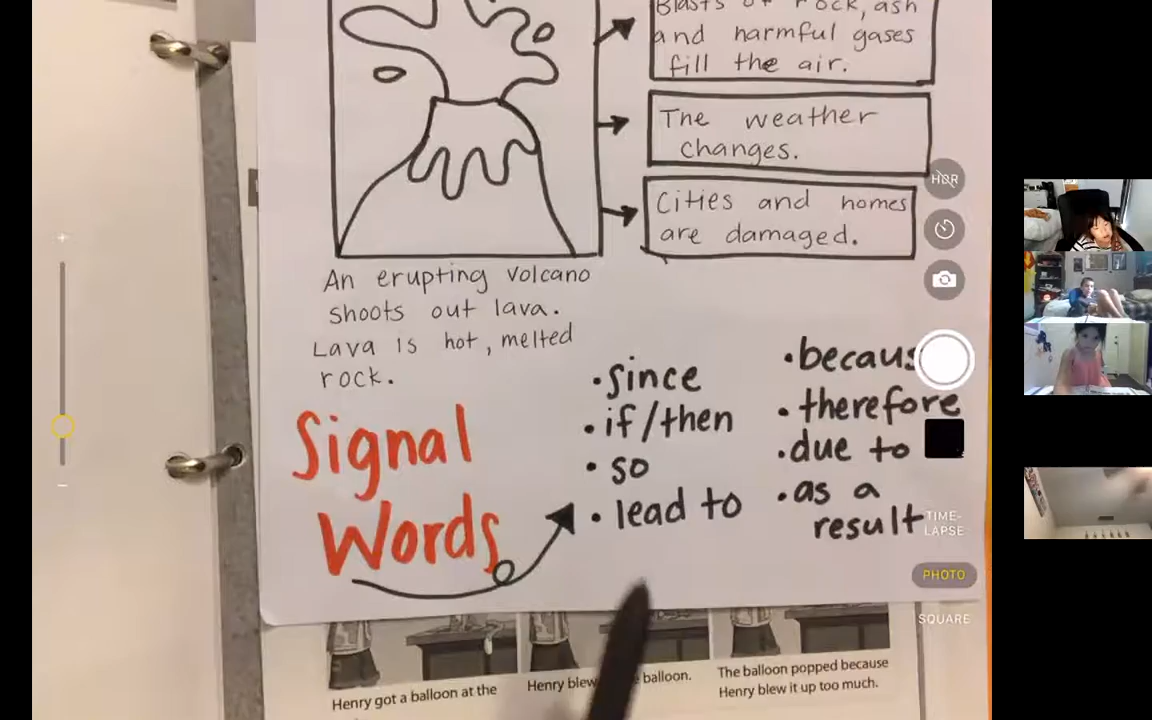 Blasts of rock, ash
and harmful gases
fill the air.
The weather
changes.
Cities and homes
are damaged.
An erupting volcano
shoots out lava.
Lava is hot, melted
rock.
Signal
Words
•since
•if/then
•so
•lead to
•becaus
•therefore
•due to
•as a
result
HDR
TIME-
LAPSE
PHOTO
SQUARE
Henry got a balloon at the
Henry blew balloon.
The balloon popped because
Henry blew it up too much.